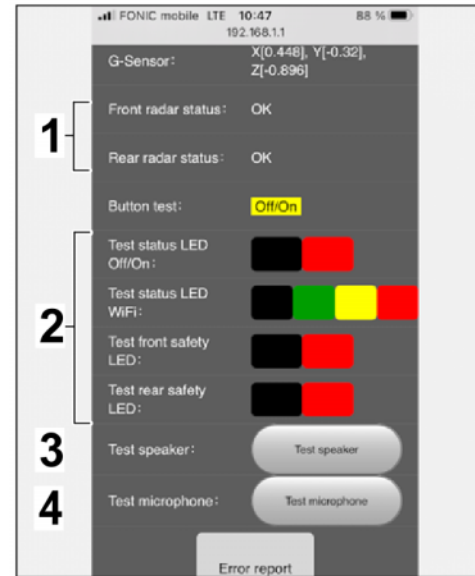 FONIC mobile LTE 10:47 88 %
192.168.1.1
G-Sensor: X[0.448], Y[-0.32],
Z[-0.896]
1
Front radar status: OK
Rear radar status: OK
Button test: Off/On
2
Test status LED
Off/On:
Test status LED
WiFi:
Test front safety
LED:
Test rear safety
LED:
3
Test speaker: Test speaker
4
Test microphone: Test microphone
Error report